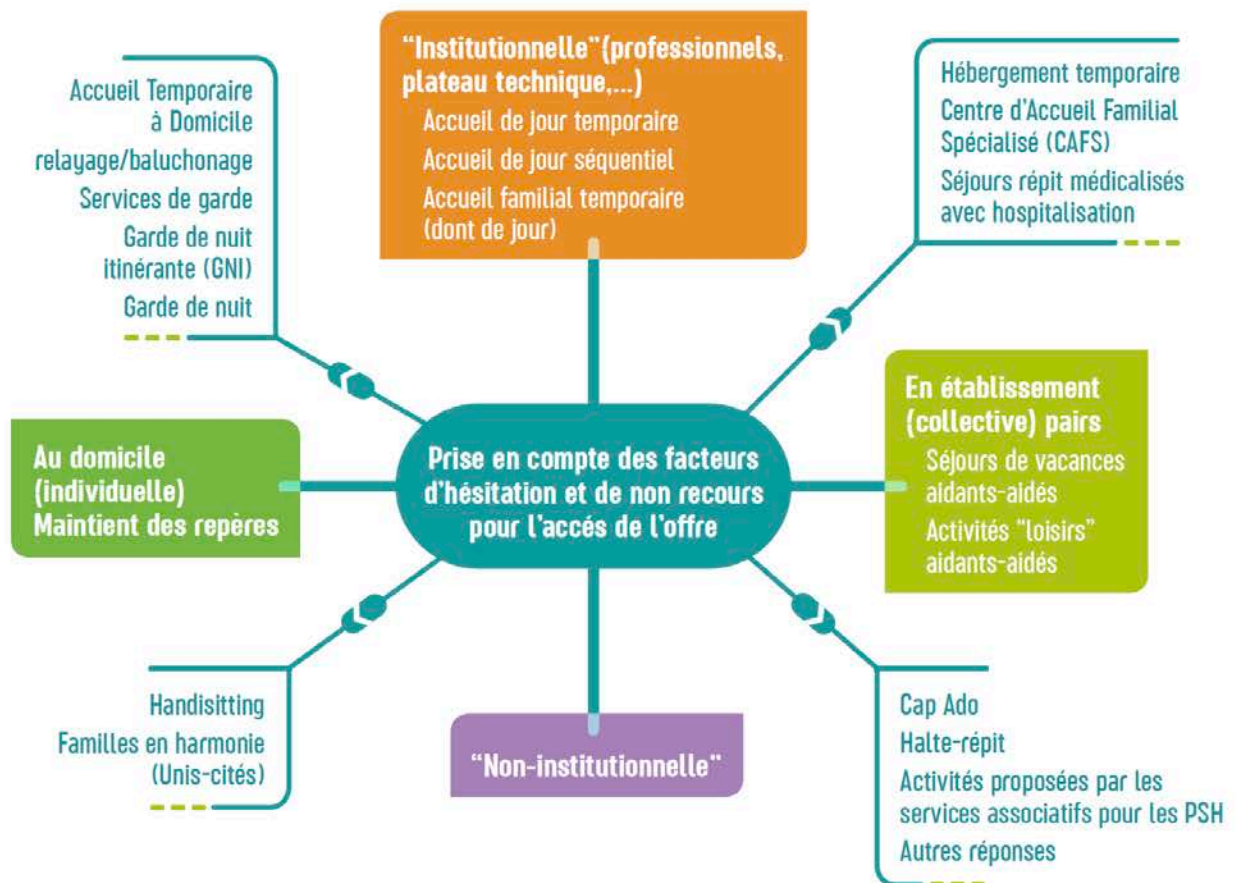 Accueil Temporaire
à Domicile
relayage/baluchonage
Services de garde
Garde de nuit
itinérante (GNI)
Garde de nuit
“Institutionnelle”(professionnels,
plateau technique,...)
Accueil de jour temporaire
Accueil de jour séquentiel
Accueil familial temporaire
(dont de jour)
Hébergement temporaire
Centre d’Accueil Familial
Spécialisé (CAFS)
Séjours répit médicalisés
avec hospitalisation
Au domicile
(individuelle)
Maintient des repères
Prise en compte des facteurs
d’hésitation et de non recours
pour l’accés de l’offre
En établissement
(collective) pairs
Séjours de vacances
aidants-aidés
Activités “loisirs”
aidants-aidés
Handisitting
Familles en harmonie
(Unis-cités)
“Non-institutionnelle”
Cap Ado
Halte-répit
Activités proposées par les
services associatifs pour les PSH
Autres réponses